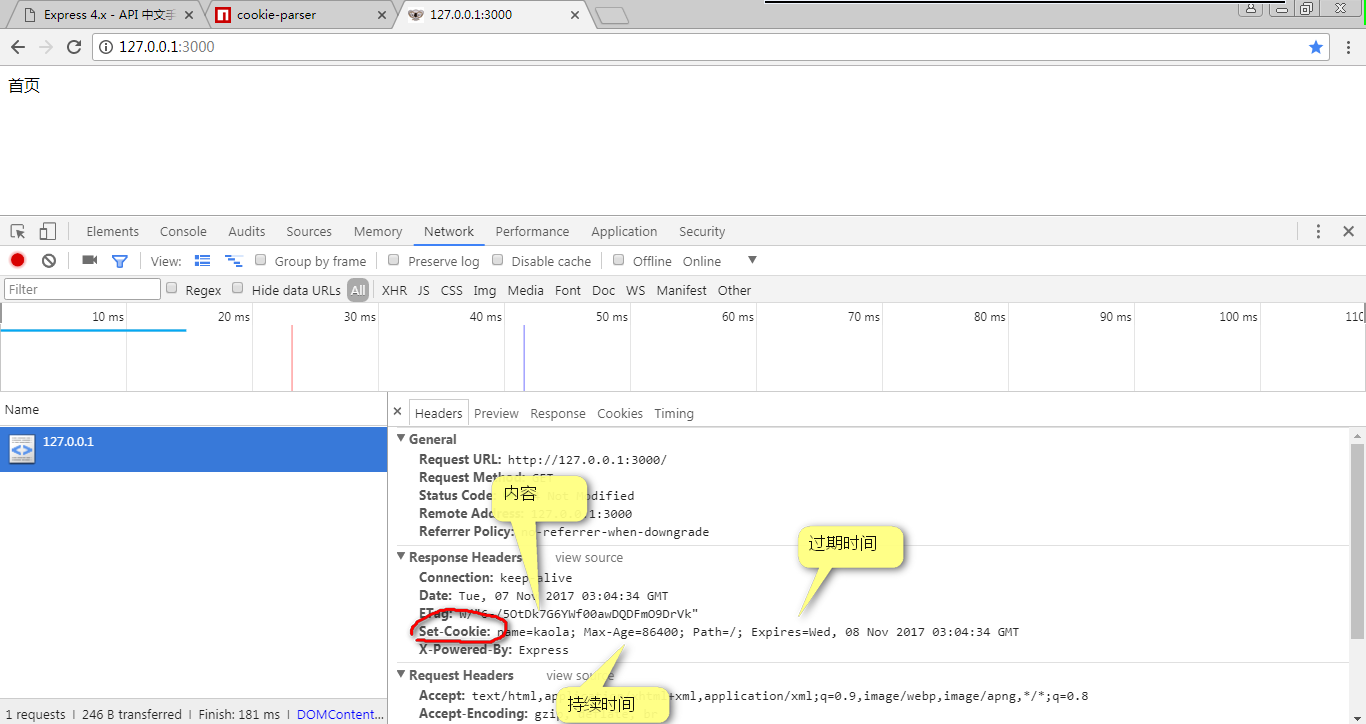 Express 4.x - API 中文手
cookie-parser
127.0.0.1:3000
127.0.0.1:3000
首页
Elements Console Audits Sources Memory Network Performance Application Security
View: Group by frame Preserve log Disable cache Offline Online
Filter Regex Hide data URLs All XHR JS CSS Img Media Font Doc WS Manifest Other
10 ms 20 ms 30 ms 40 ms 50 ms 60 ms 70 ms 80 ms 90 ms 100 ms 110
Name
127.0.0.1
Headers Preview Response Cookies Timing
General
Request URL: http://127.0.0.1:3000/
Request Method: GET
内容
Status Code Not Modified
Remote Address: 127.0.0.1:3000
Referrer Policy: no-referrer-when-downgrade
过期时间
Response Headers view source
Connection: keep-alive
Date: Tue, 07 Nov 2017 03:04:34 GMT
ETag: W/"6-/5OtDk7G6YWf00awDQDFmO9DrVk"
Set-Cookie: name=kaola; Max-Age=86400; Path=/; Expires=Wed, 08 Nov 2017 03:04:34 GMT
X-Powered-By: Express
Request Headers view source
Accept: text/html,app xml,application/xml;q=0.9,image/webp,image/apng,*/*;q=0.8
持续时间
Accept-Encoding: gzip, deflate, br
1 requests | 246 B transferred | Finish: 181 ms | DOMContent...